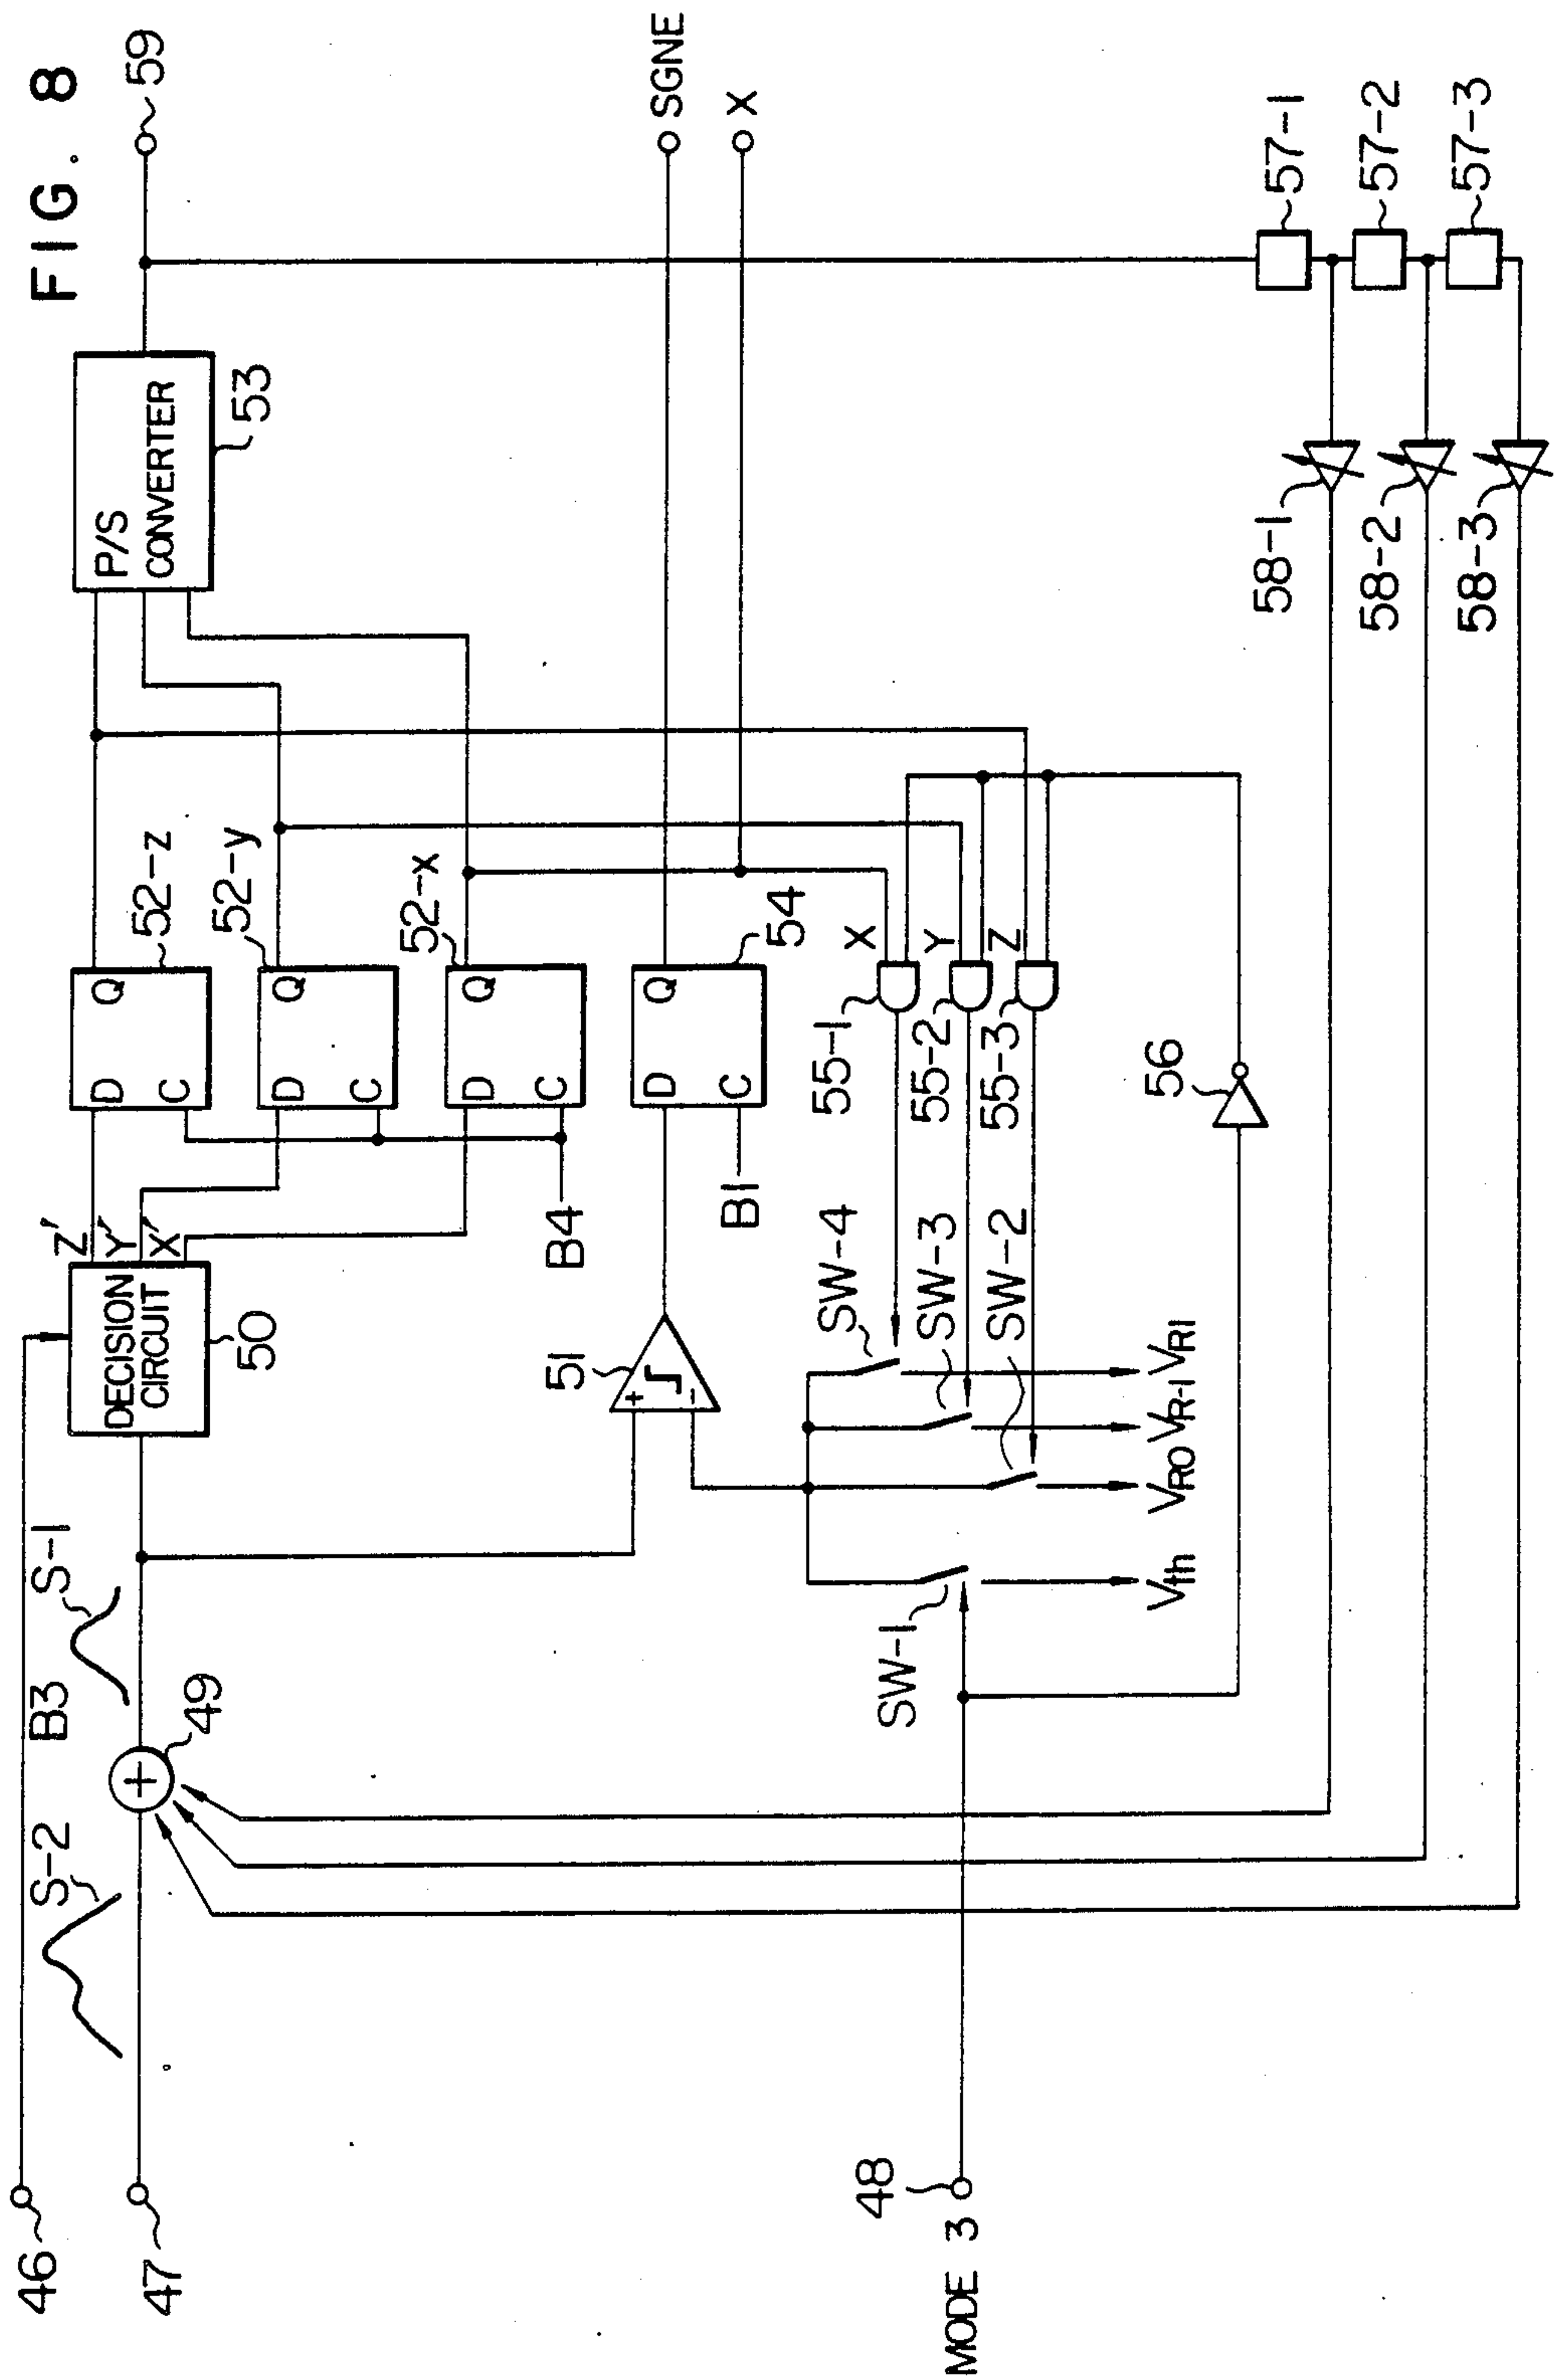 FIG. 8
46
47
S-2
B3
S-1
49
DECISION
CIRCUIT
50
Z'
Y'
X'
D
C
Q
52-z
D
C
Q
52-y
D
C
Q
52-x
B4
P/S
CONVERTER
53
59
51
+
-
D
C
Q
54
B1
SGNE
X
MODE 3
48
SW-1
SW-4
SW-3
SW-2
Vth
VR0
VR-1
VR1
55-1
55-2
55-3
X
Y
Z
56
57-1
57-2
57-3
58-1
58-2
58-3